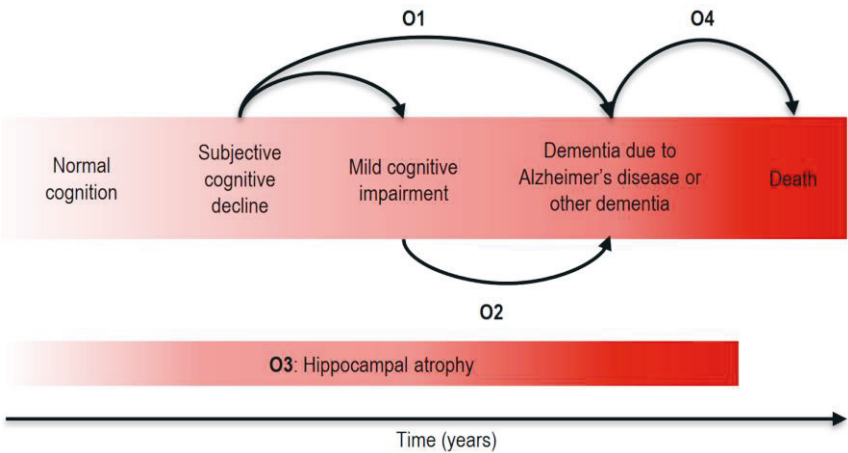 O1
O4
Normal
cognition
Subjective
cognitive
decline
Mild cognitive
impairment
Dementia due to
Alzheimer's disease or
other dementia
Death
O2
O3: Hippocampal atrophy
Time (years)